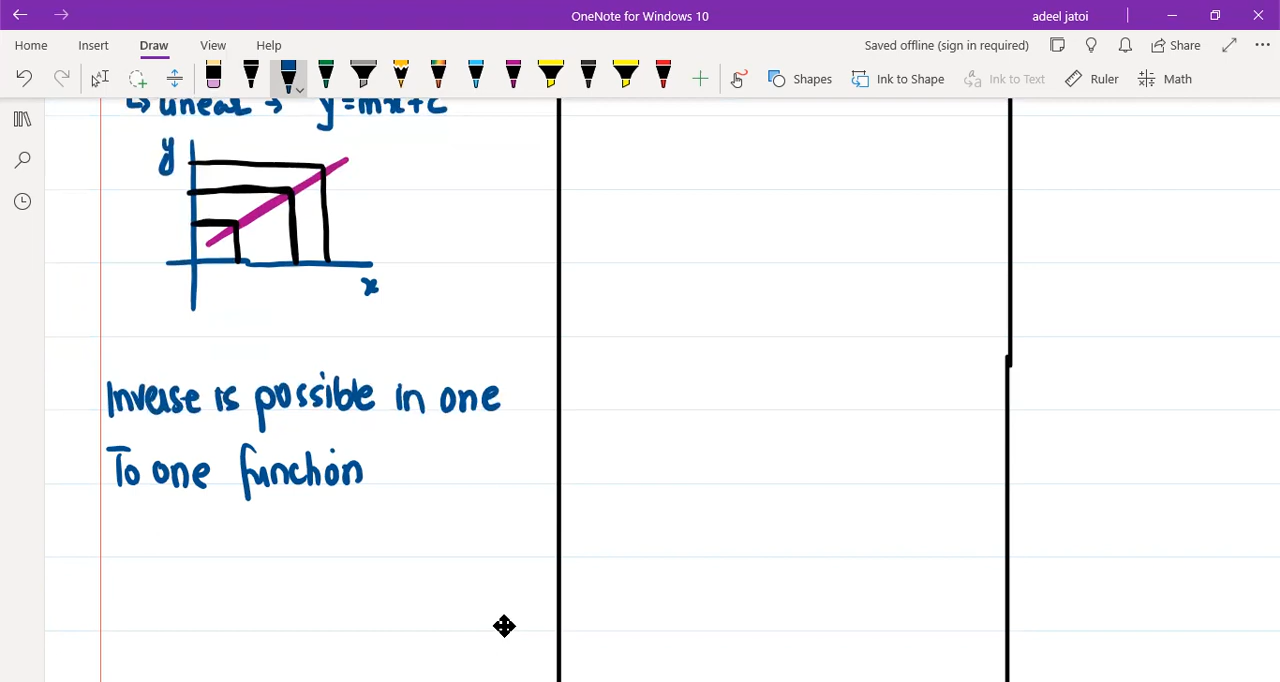 OneNote for Windows 10
adeel jatoi
Home Insert Draw View Help
Saved offline (sign in required)
Share
Shapes
Ink to Shape
Ink to Text
Ruler
Math
↳ linear → y=mx+c
y
x
Inverse is possible in one
To one function